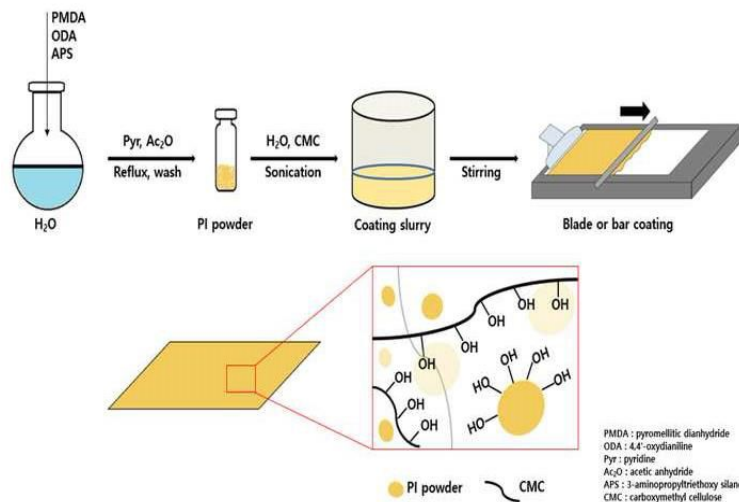 PMDA
ODA
APS
Pyr, Ac₂O
Reflux, wash
H₂O, CMC
Sonication
Stirring
H₂O
PI powder
Coating slurry
Blade or bar coating
OH
OH
OH
OH
OH
OH
OH
OH
OH
OH
OH
HO
OH
HO
PI powder
CMC
PMDA : pyromellitic dianhydride
ODA : 4,4'-oxydianiline
Pyr : pyridine
Ac₂O : acetic anhydride
APS : 3-aminopropyltriethoxy silan
CMC : carboxymethyl cellulose